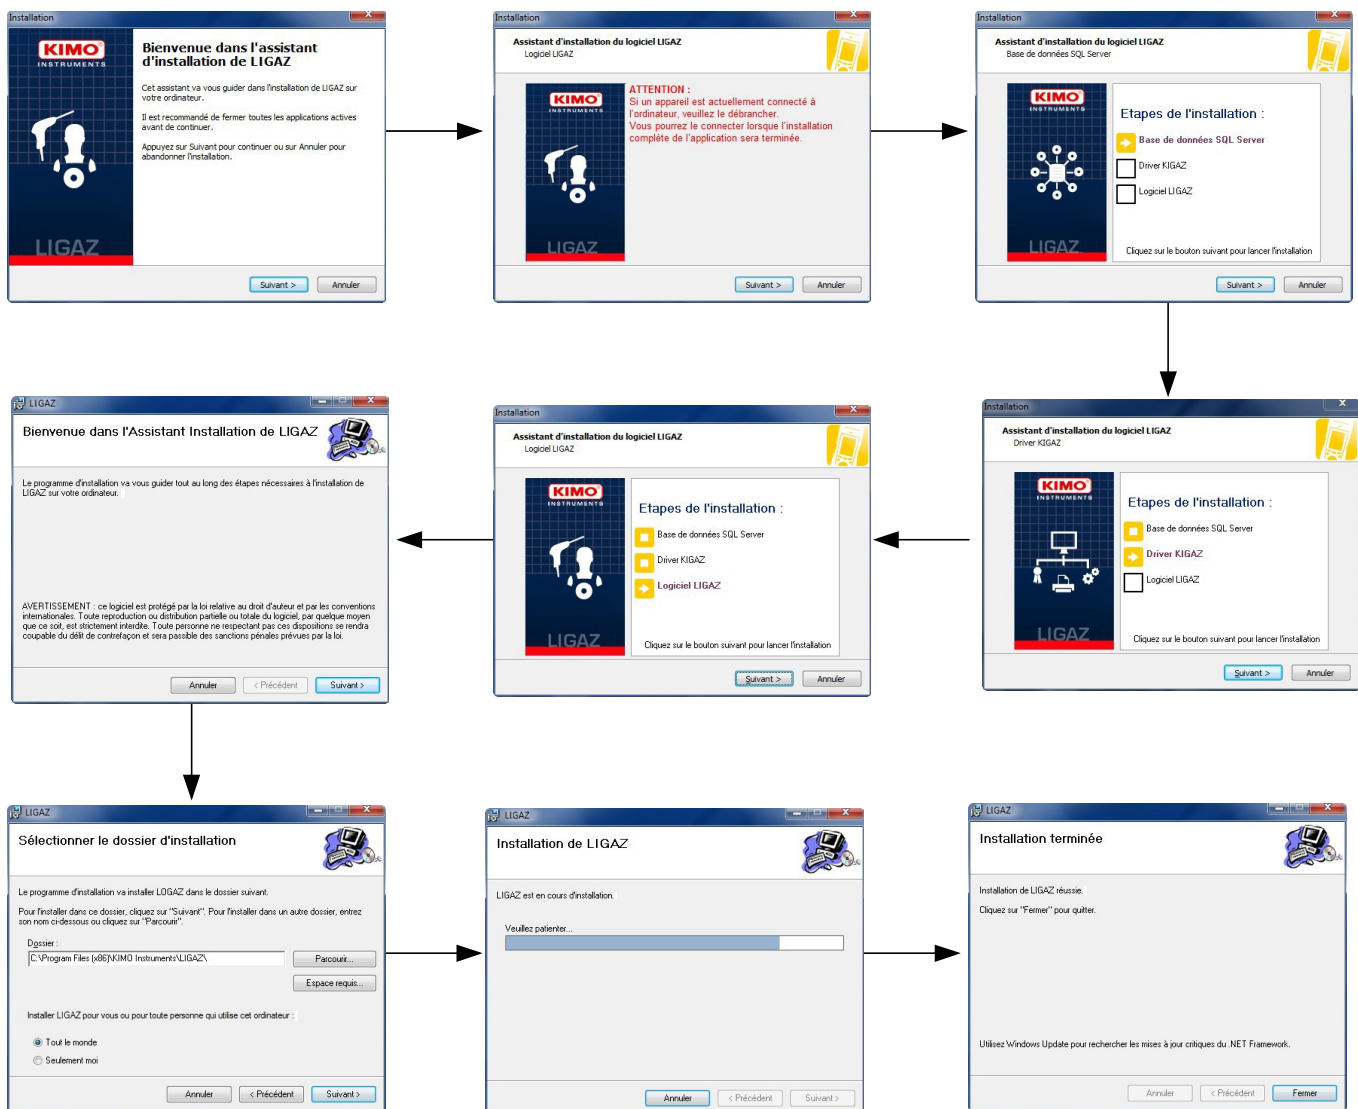 Installation
KIMO
INSTRUMENTS
LIGAZ
Bienvenue dans l'assistant
d'installation de LIGAZ
Cet assistant va vous guider dans l'installation de LIGAZ sur
votre ordinateur.
Il est recommandé de fermer toutes les applications actives
avant de continuer.
Appuyez sur Suivant pour continuer ou sur Annuler pour
abandonner l'installation.
Suivant >
Annuler
Installation
Assistant d'installation du logiciel LIGAZ
Logiciel LIGAZ
KIMO
INSTRUMENTS
LIGAZ
ATTENTION :
Si un appareil est actuellement connecté à
l'ordinateur, veuillez le débrancher.
Vous pourrez le connecter lorsque l'installation
complète de l'application sera terminée.
Suivant >
Annuler
Installation
Assistant d'installation du logiciel LIGAZ
Base de données SQL Server
KIMO
INSTRUMENTS
LIGAZ
Etapes de l'installation :
Base de données SQL Server
Driver KIGAZ
Logiciel LIGAZ
Cliquez sur le bouton suivant pour lancer l'installation
Suivant >
Annuler
Installation
Assistant d'installation du logiciel LIGAZ
Driver KIGAZ
KIMO
INSTRUMENTS
LIGAZ
Etapes de l'installation :
Base de données SQL Server
Driver KIGAZ
Logiciel LIGAZ
Cliquez sur le bouton suivant pour lancer l'installation
Suivant >
Annuler
Installation
Assistant d'installation du logiciel LIGAZ
Logiciel LIGAZ
KIMO
INSTRUMENTS
LIGAZ
Etapes de l'installation :
Base de données SQL Server
Driver KIGAZ
Logiciel LIGAZ
Cliquez sur le bouton suivant pour lancer l'installation
Suivant >
Annuler
LIGAZ
Bienvenue dans l'Assistant Installation de LIGAZ
Le programme d'installation va vous guider tout au long des étapes nécessaires à l'installation de
LIGAZ sur votre ordinateur.
AVERTISSEMENT : ce logiciel est protégé par la loi relative au droit d'auteur et par les conventions
internationales. Toute reproduction ou distribution partielle ou totale du logiciel, par quelque moyen
que ce soit, est strictement interdite. Toute personne ne respectant pas ces dispositions se rendra
coupable du délit de contrefaçon et sera passible des sanctions pénales prévues par la loi.
Annuler
< Précédent
Suivant >
LIGAZ
Sélectionner le dossier d'installation
Le programme d'installation va installer LOGAZ dans le dossier suivant.
Pour l'installer dans ce dossier, cliquez sur "Suivant". Pour l'installer dans un autre dossier, entrez
son nom ci-dessous ou cliquez sur "Parcourir".
Dossier :
C:\Program Files (x86)\KIMO Instruments\LIGAZ\
Parcourir...
Espace requis...
Installer LIGAZ pour vous ou pour toute personne qui utilise cet ordinateur :
Tout le monde
Seulement moi
Annuler
< Précédent
Suivant >
LIGAZ
Installation de LIGAZ
LIGAZ est en cours d'installation.
Veuillez patienter...
Annuler
< Précédent
Suivant >
LIGAZ
Installation terminée
Installation de LIGAZ réussie.
Cliquez sur "Fermer" pour quitter.
Utilisez Windows Update pour rechercher les mises à jour critiques du .NET Framework.
Annuler
< Précédent
Fermer